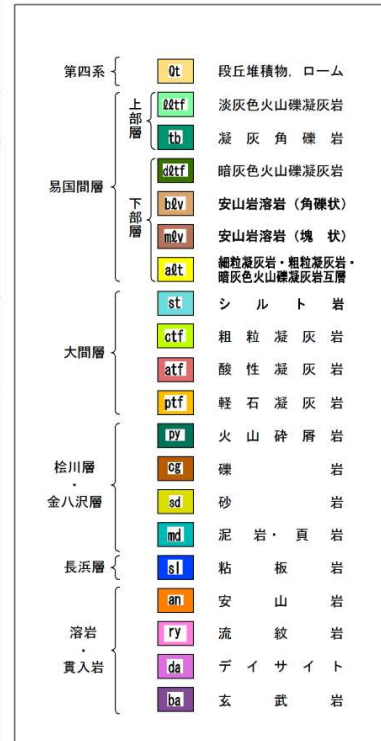 第四系 Qt 段丘堆積物，ローム
易国間層
上部層
ℓℓtf 淡灰色火山礫凝灰岩
tb 凝灰角礫岩
下部層
dℓtf 暗灰色火山礫凝灰岩
bℓv 安山岩溶岩（角礫状）
mℓv 安山岩溶岩（塊　状）
aℓt 細粒凝灰岩・粗粒凝灰岩・
暗灰色火山礫凝灰岩互層
大間層
st シルト岩
ctf 粗粒凝灰岩
atf 酸性凝灰岩
ptf 軽石凝灰岩
桧川層
・
金八沢層
py 火山砕屑岩
cg 礫岩
sd 砂岩
md 泥岩・頁岩
長浜層 sl 粘板岩
溶岩
・
貫入岩
an 安山岩
ry 流紋岩
da デイサイト
ba 玄武岩